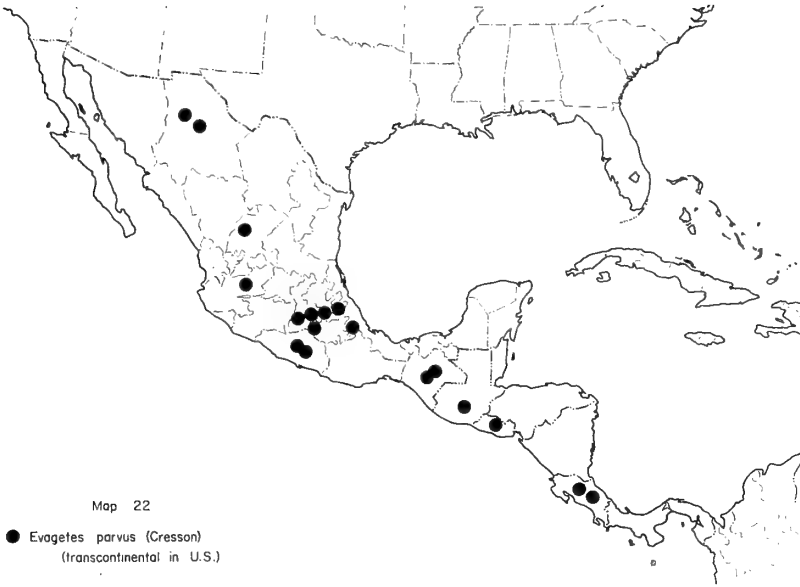 Map 22
Evagetes parvus (Cresson)
(transcontinental in U.S.)